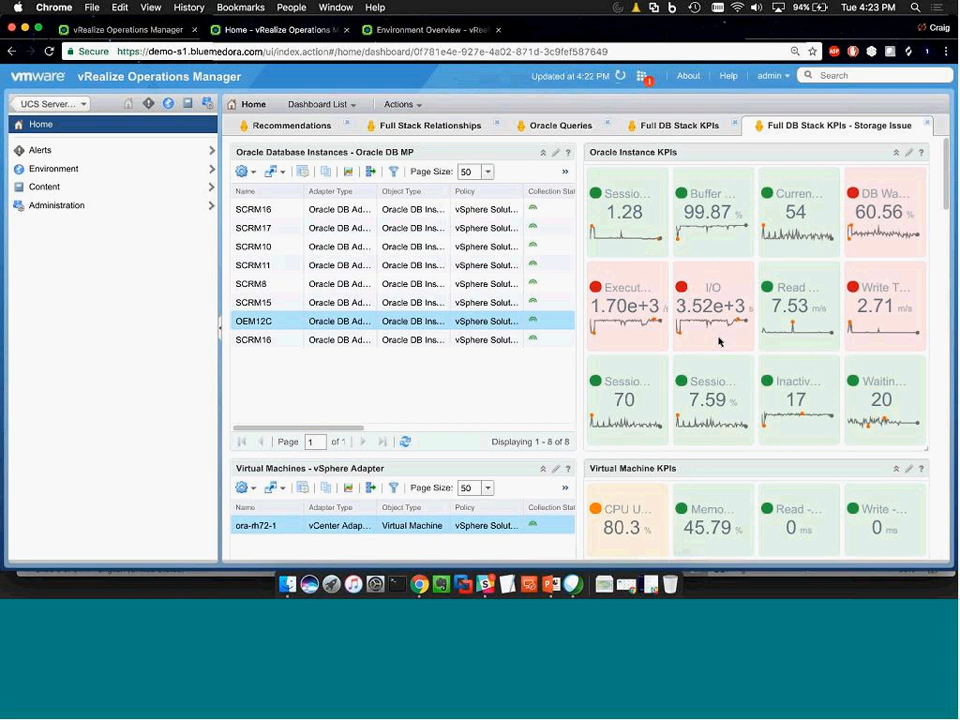 Chrome File Edit View History Bookmarks People Window Help 94% Tue 4:23 PM
vRealize Operations Manager Home - vRealize Operations Man Environment Overview - vRealiz Craig
Secure https://demo-s1.bluemedora.com/ui/index.action#/home/dashboard/0f781e4e-927e-4a02-871d-3c9fef587649
vmware vRealize Operations Manager Updated at 4:22 PM 1 About Help admin Search
UCS Server... Home Dashboard List Actions
Home
Recommendations Full Stack Relationships Oracle Queries Full DB Stack KPIs Full DB Stack KPIs - Storage Issue
Alerts
Environment
Content
Administration
Oracle Database Instances - Oracle DB MP
Page Size: 50 »
Name Adapter Type Object Type Policy Collection Stat
SCRM16 Oracle DB Ad... Oracle DB Ins... vSphere Solut...
SCRM17 Oracle DB Ad... Oracle DB Ins... vSphere Solut...
SCRM10 Oracle DB Ad... Oracle DB Ins... vSphere Solut...
SCRM11 Oracle DB Ad... Oracle DB Ins... vSphere Solut...
SCRM8 Oracle DB Ad... Oracle DB Ins... vSphere Solut...
SCRM15 Oracle DB Ad... Oracle DB Ins... vSphere Solut...
OEM12C Oracle DB Ad... Oracle DB Ins... vSphere Solut...
SCRM16 Oracle DB Ad... Oracle DB Ins... vSphere Solut...
Page 1 of 1 Displaying 1 - 8 of 8
Oracle Instance KPIs
Sessio... Buffer ... Curren... DB Wa...
1.28 99.87 % 54 60.56 %
Execut... I/O Read ... Write T...
1.70e+3 3.52e+3 7.53 m/s 2.71 m/s
Sessio... Sessio... Inactiv... Waitin...
70 7.59 % 17 20
Virtual Machines - vSphere Adapter
Page Size: 50 »
Name Adapter Type Object Type Policy Collection Stat
ora-rh72-1 vCenter Adap... Virtual Machine vSphere Solut...
Virtual Machine KPIs
CPU U... Memo... Read -... Write -...
80.3 % 45.79 % 0 ms 0 ms